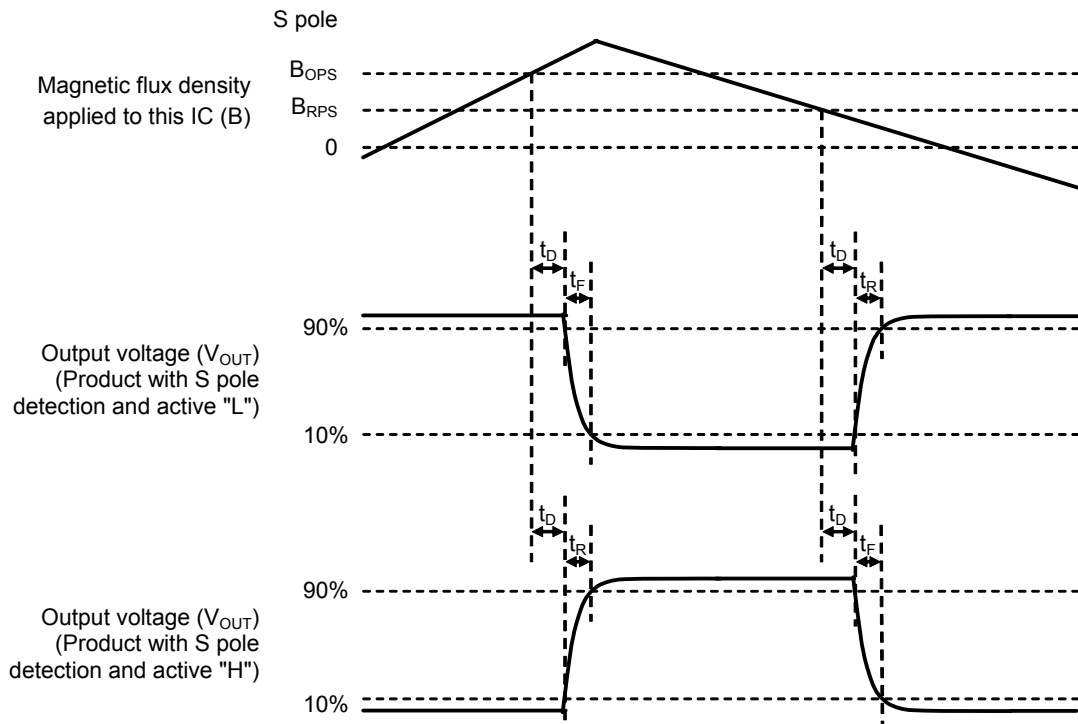 S pole
Magnetic flux density
applied to this IC (B)
BOPS
BRPS
0
tD
tF
tD
tR
90%
Output voltage (VOUT)
(Product with S pole
detection and active "L")
10%
tD
tR
tD
tF
90%
Output voltage (VOUT)
(Product with S pole
detection and active "H")
10%